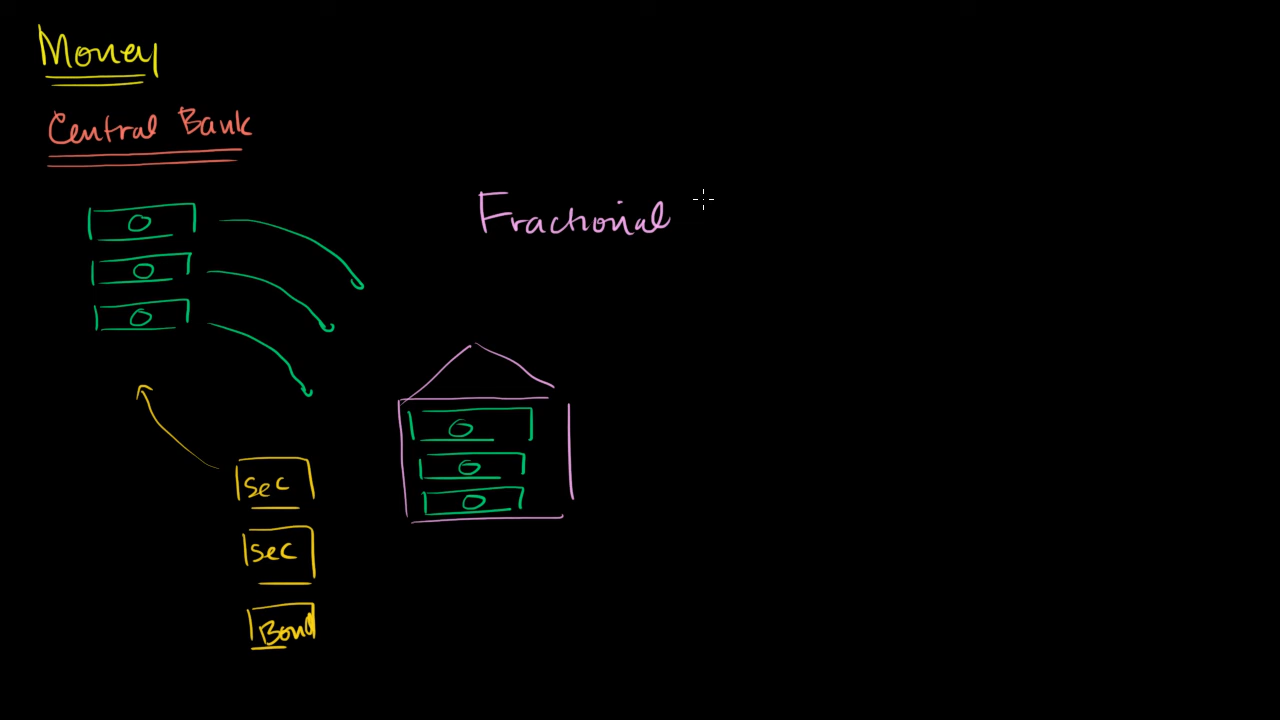 Money
Central Bank
Fractional
sec
sec
Bond